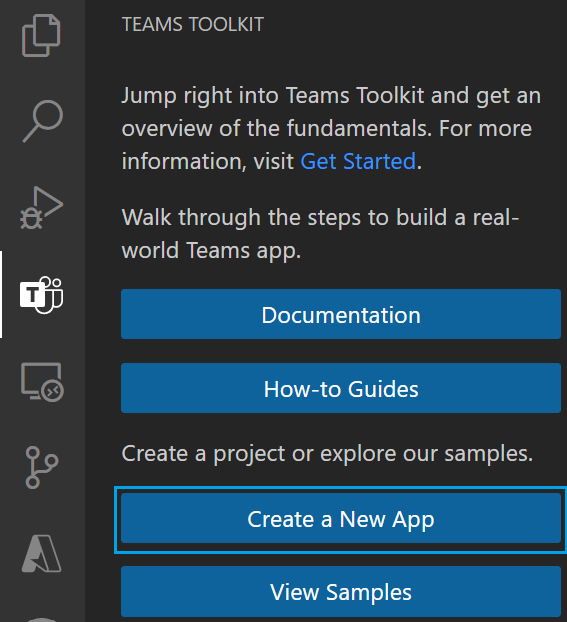 TEAMS TOOLKIT
Jump right into Teams Toolkit and get an
overview of the fundamentals. For more
information, visit Get Started.
Walk through the steps to build a real-
world Teams app.
Documentation
How-to Guides
Create a project or explore our samples.
Create a New App
View Samples